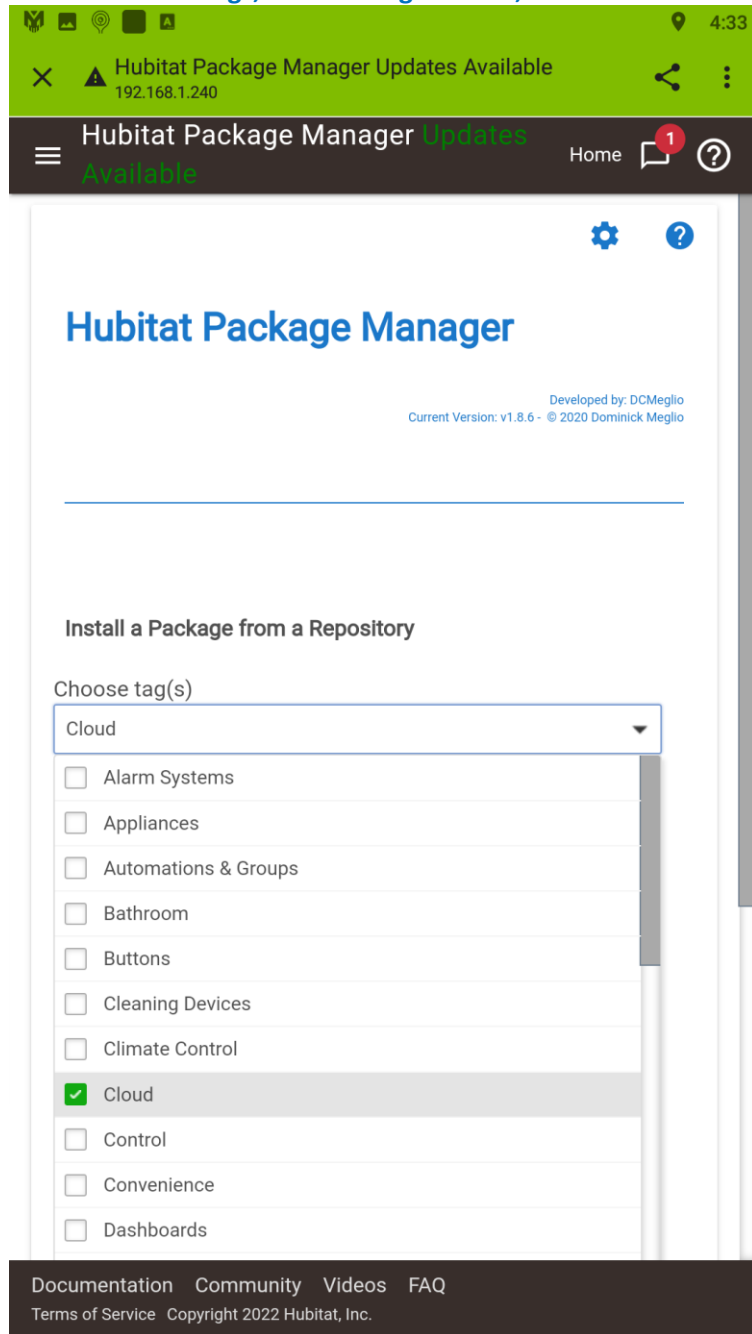 4:33
Hubitat Package Manager Updates Available
192.168.1.240
Hubitat Package Manager Updates
Available
Home
1
Hubitat Package Manager
Developed by: DCMeglio
Current Version: v1.8.6 - © 2020 Dominick Meglio
Install a Package from a Repository
Choose tag(s)
Cloud
Alarm Systems
Appliances
Automations & Groups
Bathroom
Buttons
Cleaning Devices
Climate Control
Cloud
Control
Convenience
Dashboards
Documentation Community Videos FAQ
Terms of Service Copyright 2022 Hubitat, Inc.